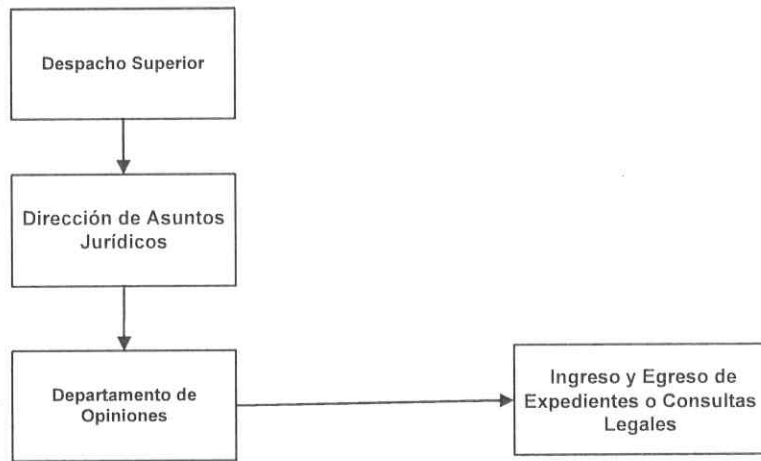 Despacho Superior
Dirección de Asuntos
Jurídicos
Departamento de
Opiniones
Ingreso y Egreso de
Expedientes o Consultas
Legales